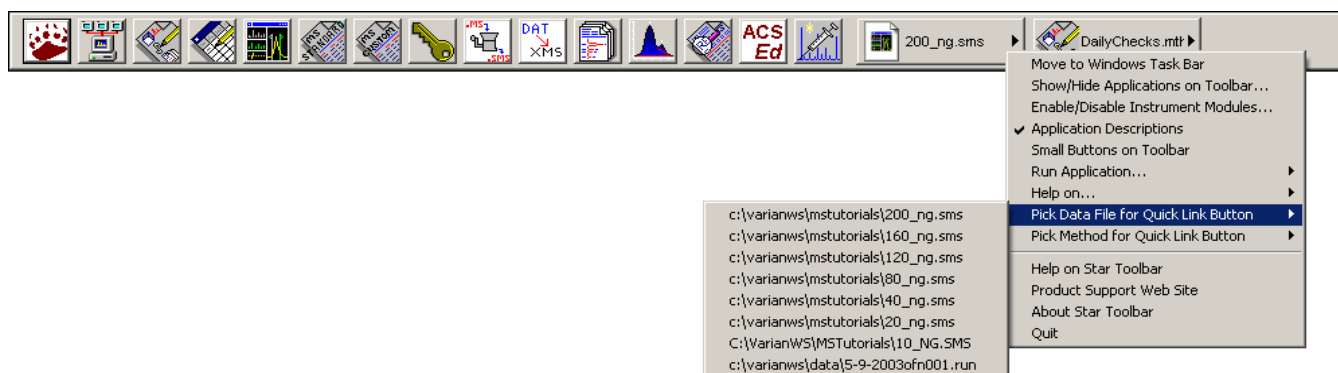 MS STANDARD
MS CUSTOM
.MS
.SMS
DAT
XMS
ACS
Ed
200_ng.sms
DailyChecks.mth
Move to Windows Task Bar
Show/Hide Applications on Toolbar...
Enable/Disable Instrument Modules...
Application Descriptions
Small Buttons on Toolbar
Run Application...
Help on...
Pick Data File for Quick Link Button
Pick Method for Quick Link Button
Help on Star Toolbar
Product Support Web Site
About Star Toolbar
Quit
c:\varianws\mstutorials\200_ng.sms
c:\varianws\mstutorials\160_ng.sms
c:\varianws\mstutorials\120_ng.sms
c:\varianws\mstutorials\80_ng.sms
c:\varianws\mstutorials\40_ng.sms
c:\varianws\mstutorials\20_ng.sms
C:\VarianWS\MSTutorials\10_NG.SMS
c:\varianws\data\5-9-2003ofn001.run